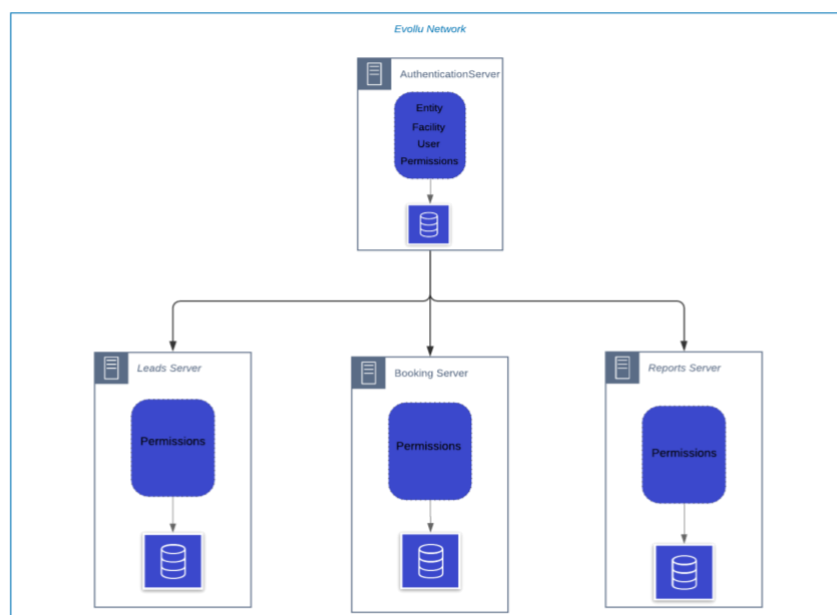 Evollu Network
AuthenticationServer
Entity
Facility
User
Permissions
Leads Server
Booking Server
Reports Server
Permissions
Permissions
Permissions